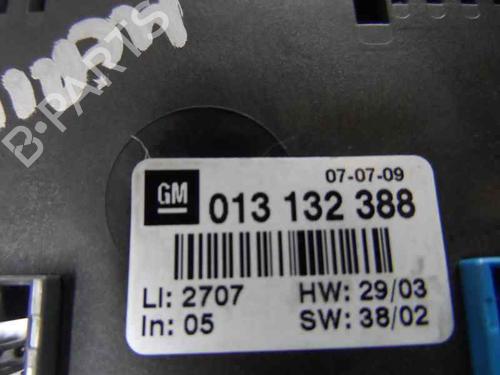 B-PARTS
07-07-09
GM 013 132 388
LI: 2707 HW: 29/03
In: 05 SW: 38/02